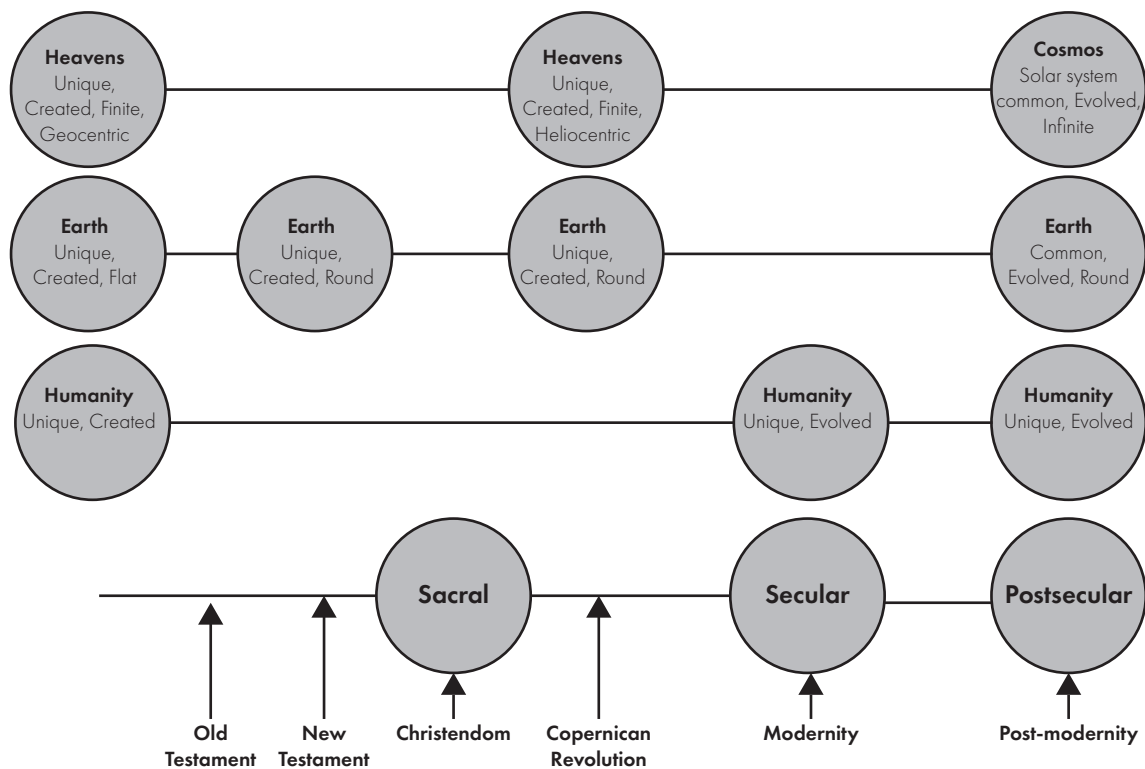 Heavens
Unique,
Created, Finite,
Geocentric
Heavens
Unique,
Created, Finite,
Heliocentric
Cosmos
Solar system
common, Evolved,
Infinite
Earth
Unique,
Created, Flat
Earth
Unique,
Created, Round
Earth
Unique,
Created, Round
Earth
Common,
Evolved, Round
Humanity
Unique, Created
Humanity
Unique, Evolved
Humanity
Unique, Evolved
Sacral
Secular
Postsecular
Old
Testament
New
Testament
Christendom
Copernican
Revolution
Modernity
Post-modernity